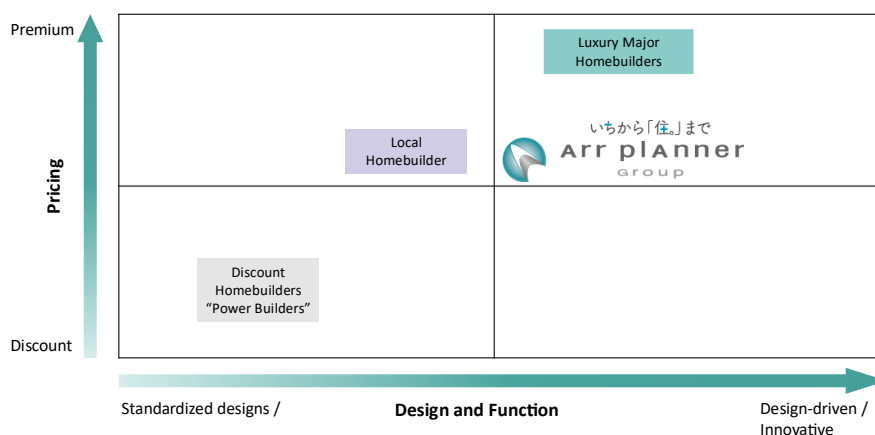 Premium
Luxury Major
Homebuilders
いちから「住。」まで
Arr plAnner
Group
Local
Homebuilder
Pricing
Discount
Homebuilders
“Power Builders”
Discount
Standardized designs /
Design and Function
Design-driven /
Innovative